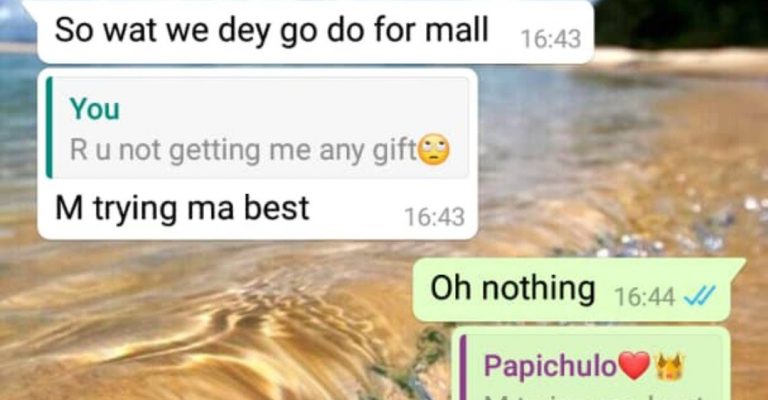 So wat we dey go do for mall 16:43
You
R u not getting me any gift🙄
M trying ma best 16:43
Oh nothing 16:44
Papichulo❤️👑